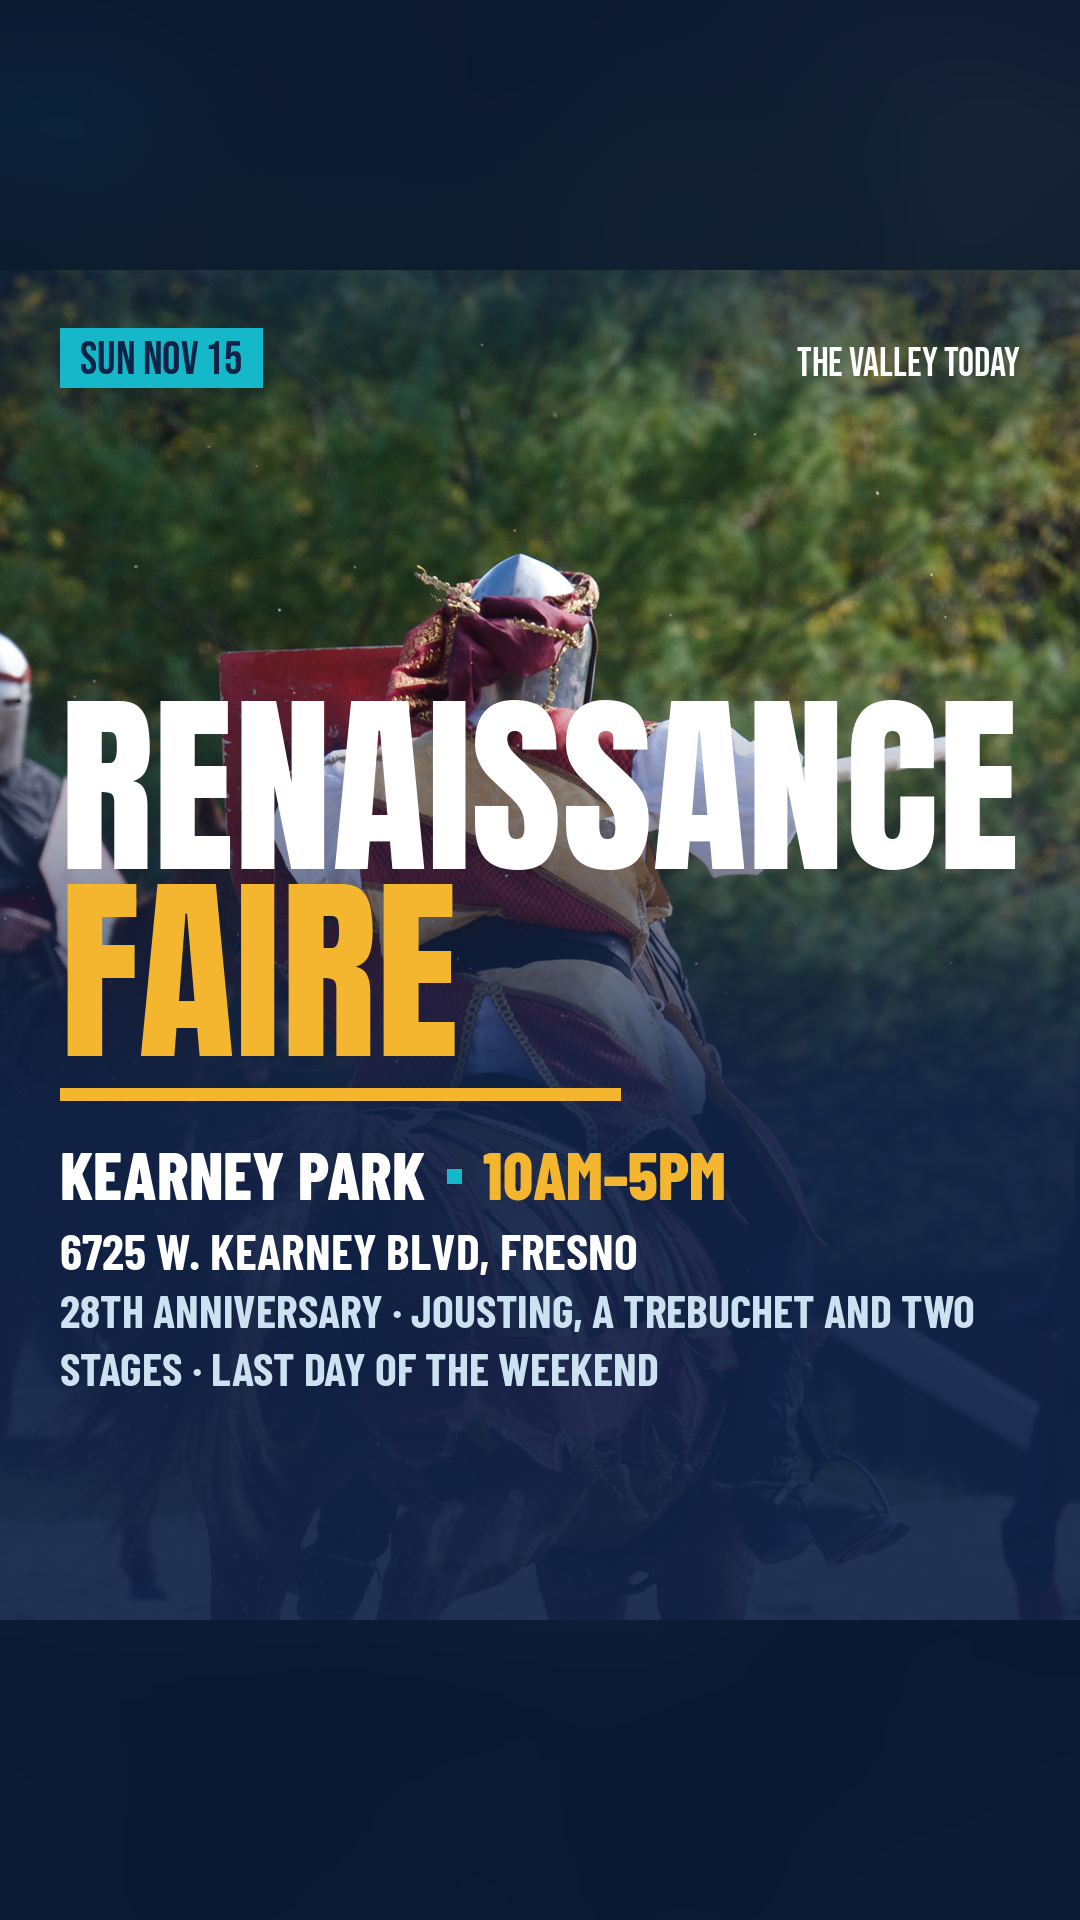 SUN NOV 15
THE VALLEY TODAY
RENAISSANCE
FAIRE
KEARNEY PARK ▪ 10AM–5PM
6725 W. KEARNEY BLVD, FRESNO
28TH ANNIVERSARY · JOUSTING, A TREBUCHET AND TWO
STAGES · LAST DAY OF THE WEEKEND